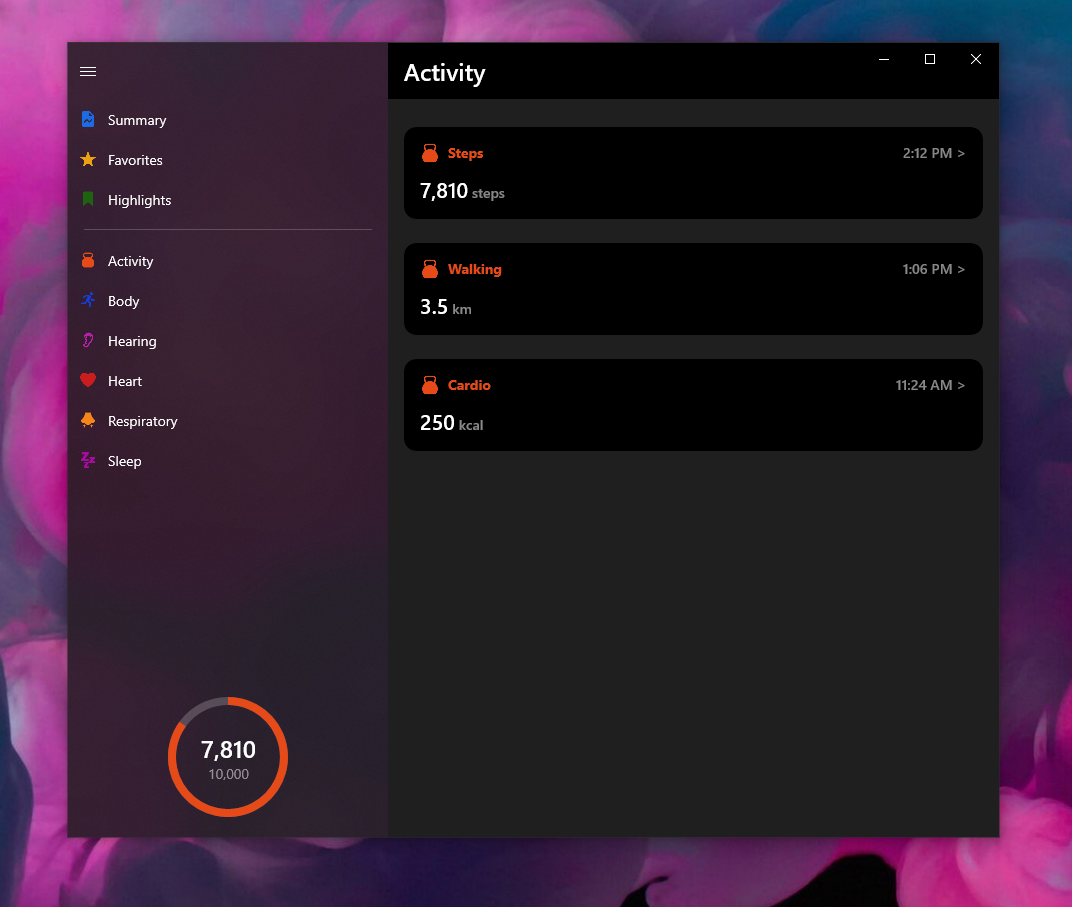 Summary
Favorites
Highlights
Activity
Body
Hearing
Heart
Respiratory
Sleep
7,810
10,000
Activity
Steps 2:12 PM >
7,810 steps
Walking 1:06 PM >
3.5 km
Cardio 11:24 AM >
250 kcal